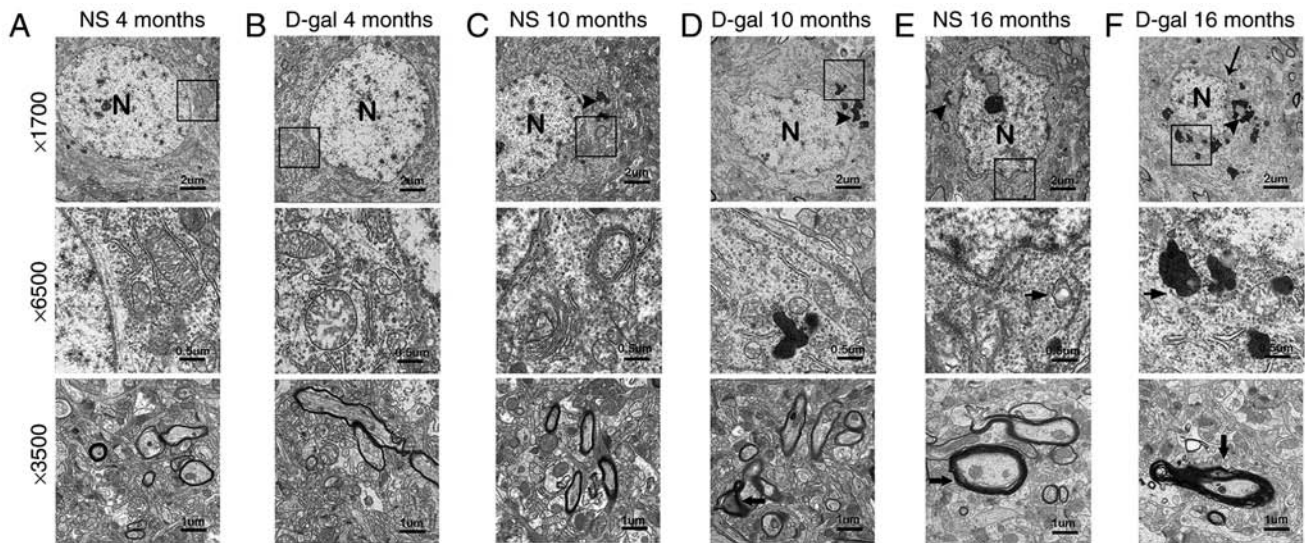 A NS 4 months B D-gal 4 months C NS 10 months D D-gal 10 months E NS 16 months F D-gal 16 months
×1700
N N N N N N
2um 2um 2um 2um 2um 2um
×6500
0.5um 0.5um 0.5um 0.5um 0.5um 0.5um
×3500
1um 1um 1um 1um 1um 1um